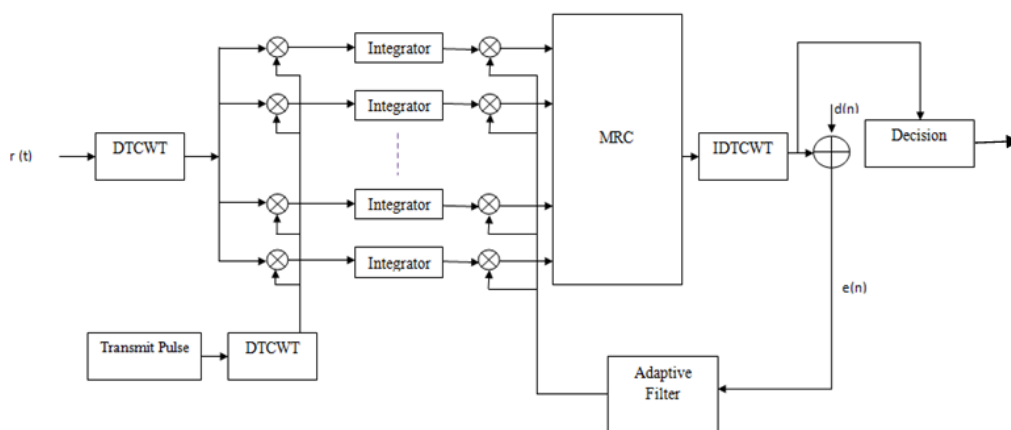 Integrator
Integrator
MRC
d(n)
Decision
r (t)
DTCWT
IDTCWT
Integrator
Integrator
e(n)
Transmit Pulse
DTCWT
Adaptive
Filter